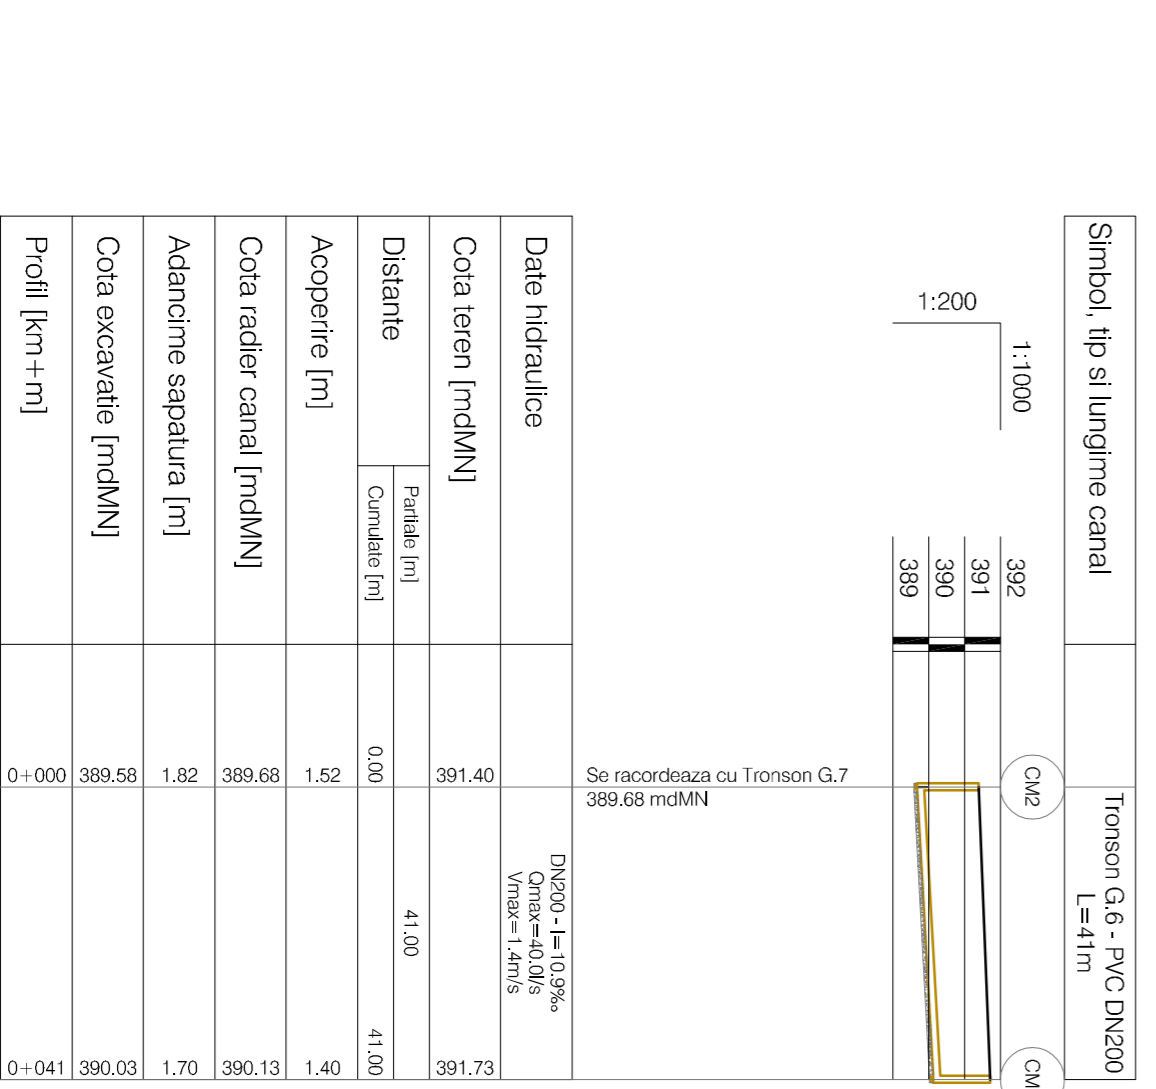 Simbol, tip si lungime canal
Tronson G.6 - PVC DN200
L=41m
1:1000
1:200
392
391
390
389
CM2
CM
Se racordeaza cu Tronson G.7
389.68 mdMN
Date hidraulice
DN200 - I=10.9‰
Qmax=40.0l/s
Vmax=1.4m/s
Cota teren [mdMN]
391.40
391.73
Distante
Partiale [m]
41.00
Cumulate [m]
0.00
41.00
Acoperire [m]
1.52
1.40
Cota radier canal [mdMN]
389.68
390.13
Adancime sapatura [m]
1.82
1.70
Cota excavatie [mdMN]
389.58
390.03
Profil [km+m]
0+000
0+041